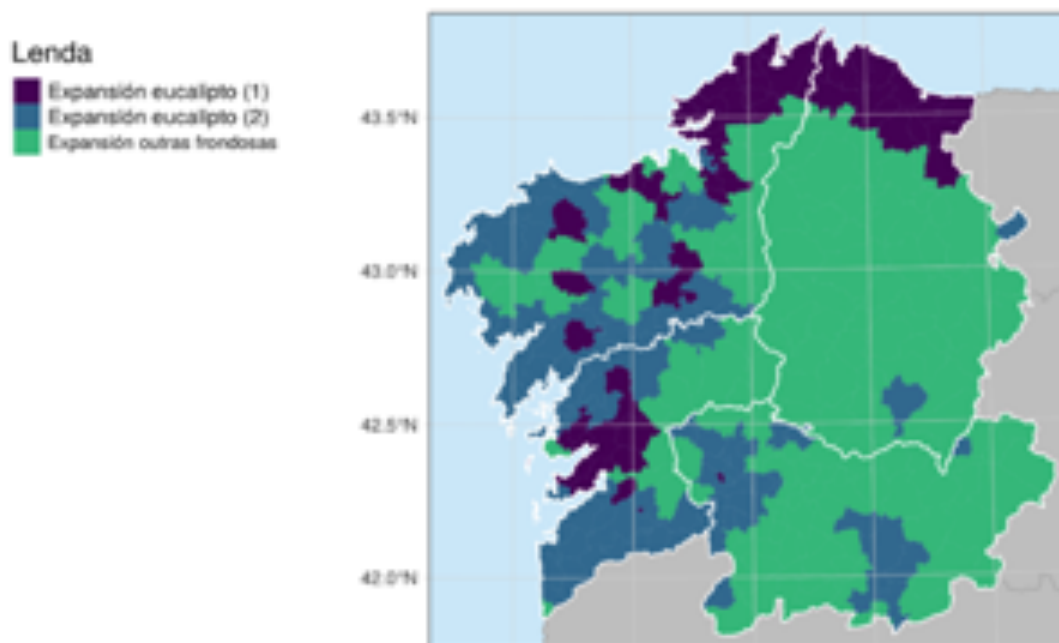 Lenda
Expansión eucalipto (1)
Expansión eucalipto (2)
Expansión outras frondosas
43.5°N
43.0°N
42.5°N
42.0°N